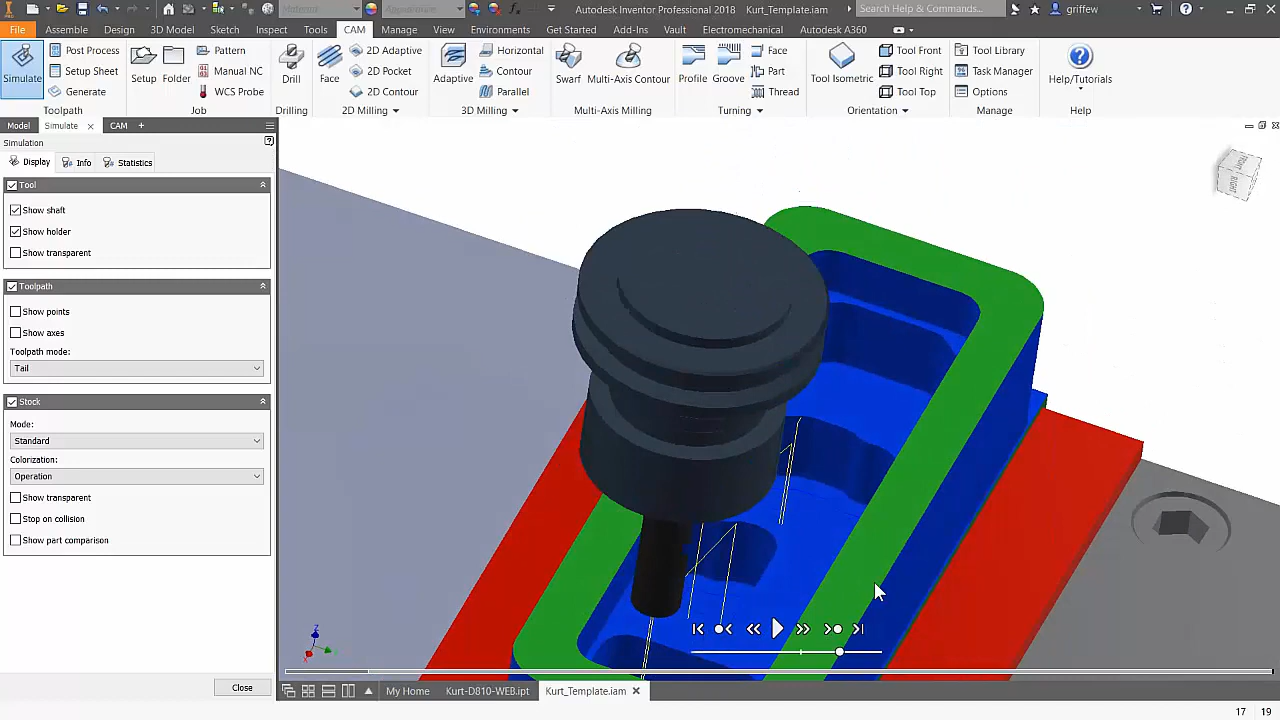 Material Appearance Autodesk Inventor Professional 2018 Kurt_Template.iam Search Help & Commands... griffew
File Assemble Design 3D Model Sketch Inspect Tools CAM Manage View Environments Get Started Add-Ins Vault Electromechanical Autodesk A360
Post Process Pattern 2D Adaptive Horizontal Face Tool Front Tool Library
Simulate Setup Sheet Setup Folder Manual NC Drill Face 2D Pocket Adaptive Contour Swarf Multi-Axis Contour Profile Groove Part Tool Isometric Tool Right Task Manager Help/Tutorials
Generate WCS Probe 2D Contour Parallel Thread Tool Top Options
Toolpath Job Drilling 2D Milling 3D Milling Multi-Axis Milling Turning Orientation Manage Help
Model Simulate CAM +
Simulation
Display Info Statistics
Tool
Show shaft
Show holder
Show transparent
Toolpath
Show points
Show axes
Toolpath mode:
Tail
Stock
Mode:
Standard
Colorization:
Operation
Show transparent
Stop on collision
Show part comparison
Close
FRONT
RIGHT
Z
X
Y
My Home Kurt-D810-WEB.ipt Kurt_Template.iam
17 19